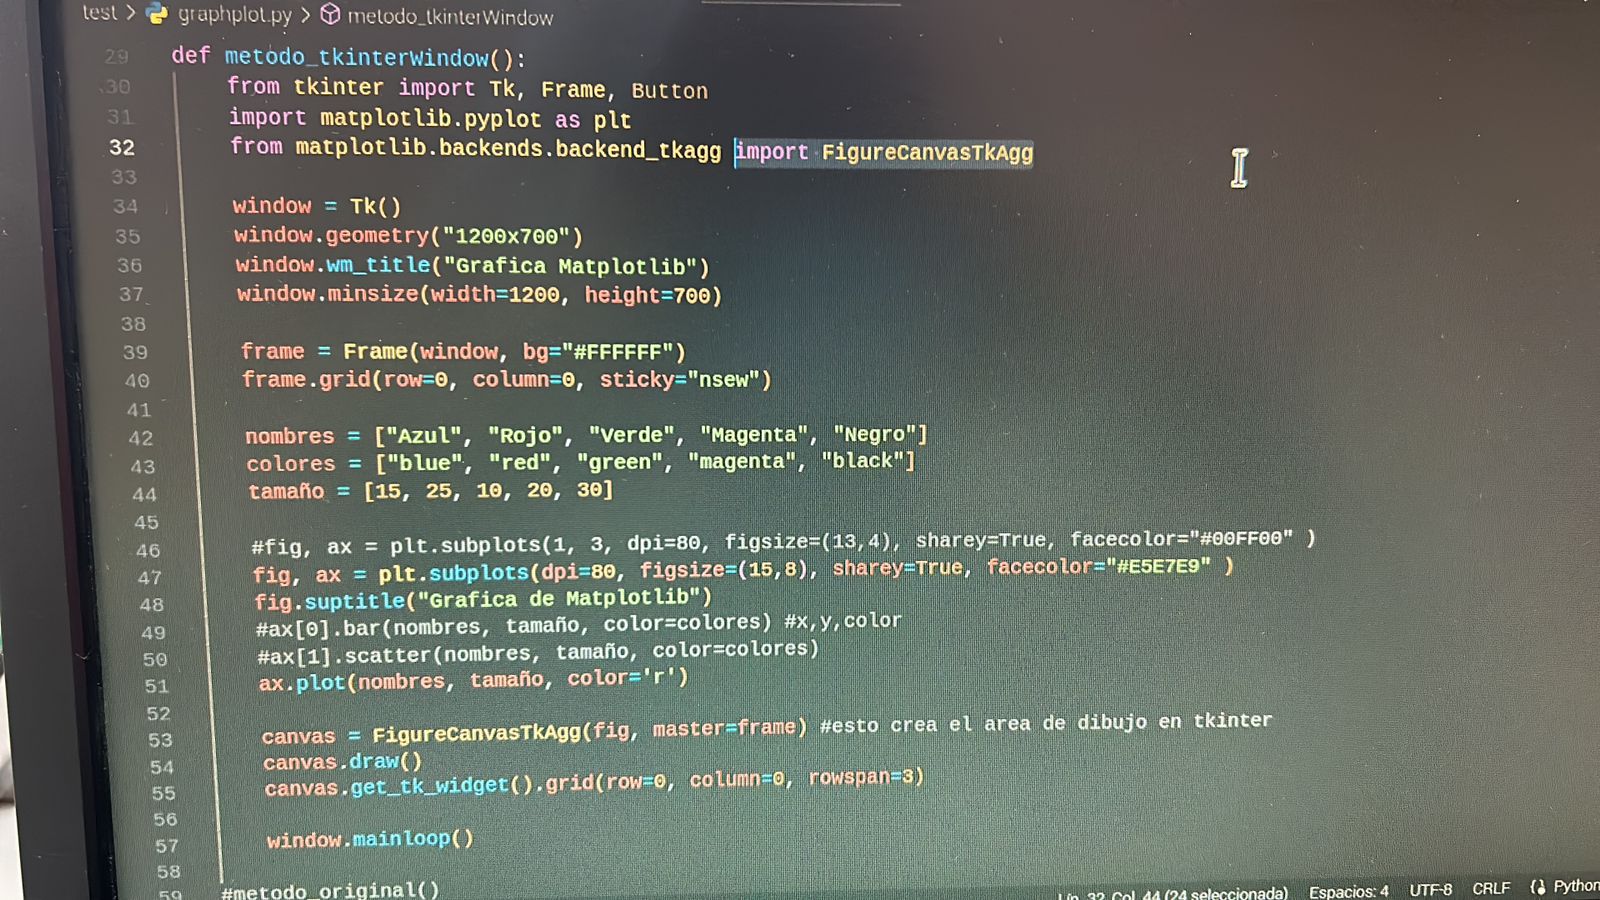 test > graphplot.py > metodo_tkinterWindow
29 def metodo_tkinterWindow():
30 from tkinter import Tk, Frame, Button
31 import matplotlib.pyplot as plt
32 from matplotlib.backends.backend_tkagg import FigureCanvasTkAgg
33
34 window = Tk()
35 window.geometry("1200x700")
36 window.wm_title("Grafica Matplotlib")
37 window.minsize(width=1200, height=700)
38
39 frame = Frame(window, bg="#FFFFFF")
40 frame.grid(row=0, column=0, sticky="nsew")
41
42 nombres = ["Azul", "Rojo", "Verde", "Magenta", "Negro"]
43 colores = ["blue", "red", "green", "magenta", "black"]
44 tamaño = [15, 25, 10, 20, 30]
45
46 #fig, ax = plt.subplots(1, 3, dpi=80, figsize=(13,4), sharey=True, facecolor="#00FF00" )
47 fig, ax = plt.subplots(dpi=80, figsize=(15,8), sharey=True, facecolor="#E5E7E9" )
48 fig.suptitle("Grafica de Matplotlib")
49 #ax[0].bar(nombres, tamaño, color=colores) #x,y,color
50 #ax[1].scatter(nombres, tamaño, color=colores)
51 ax.plot(nombres, tamaño, color='r')
52
53 canvas = FigureCanvasTkAgg(fig, master=frame) #esto crea el area de dibujo en tkinter
54 canvas.draw()
55 canvas.get_tk_widget().grid(row=0, column=0, rowspan=3)
56
57 window.mainloop()
58
59 #metodo_original()
Lín. 32, Col. 44 (24 seleccionada) Espacios: 4 UTF-8 CRLF Python